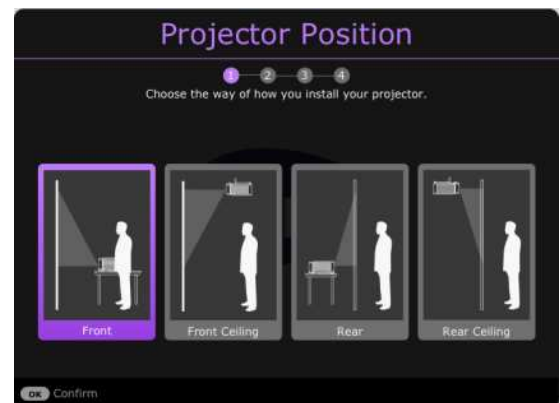 Projector Position
1 2 3 4
Choose the way of how you install your projector.
Front Front Ceiling Rear Rear Ceiling
OK Confirm